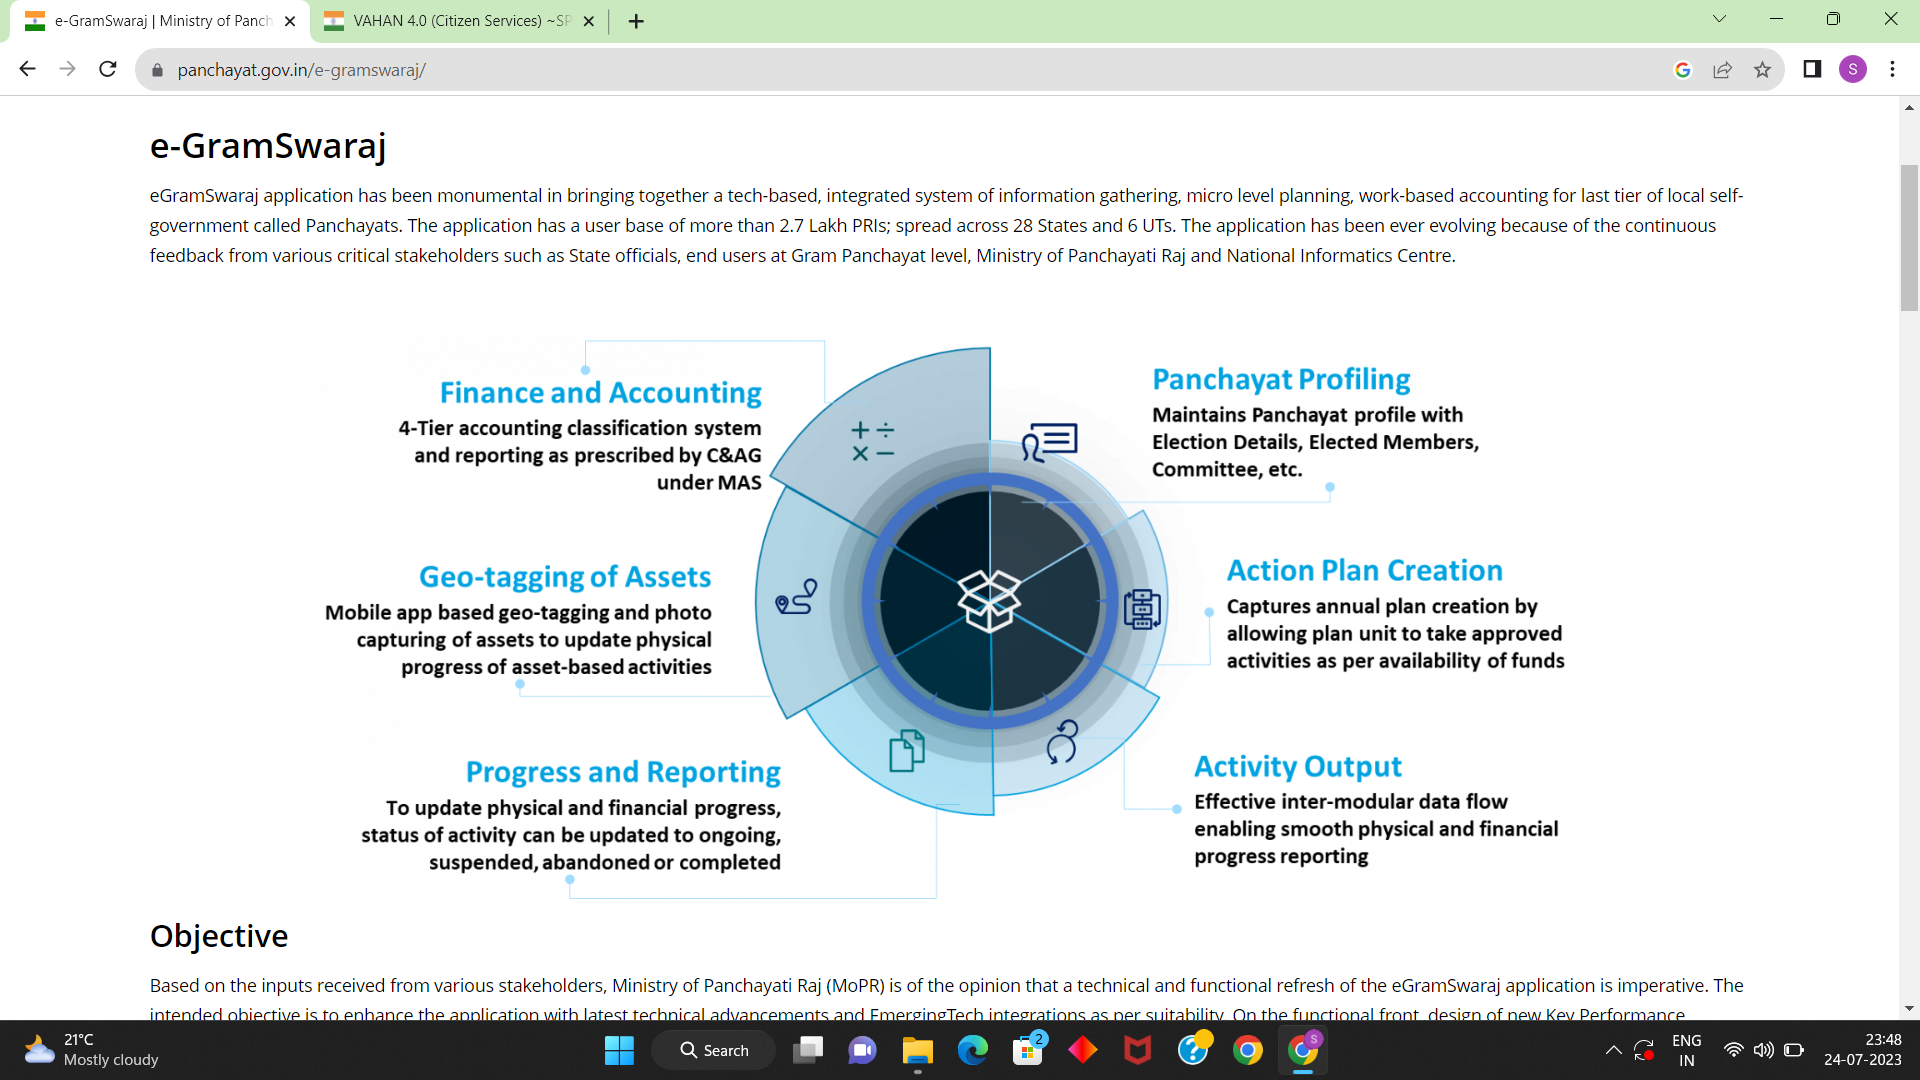 e-GramSwaraj | Ministry of Panch
VAHAN 4.0 (Citizen Services) ~SP
panchayat.gov.in/e-gramswaraj/
S
e-GramSwaraj
eGramSwaraj application has been monumental in bringing together a tech-based, integrated system of information gathering, micro level planning, work-based accounting for last tier of local self-
government called Panchayats. The application has a user base of more than 2.7 Lakh PRIs; spread across 28 States and 6 UTs. The application has been ever evolving because of the continuous
feedback from various critical stakeholders such as State officials, end users at Gram Panchayat level, Ministry of Panchayati Raj and National Informatics Centre.
Finance and Accounting
4-Tier accounting classification system
and reporting as prescribed by C&AG
under MAS
Panchayat Profiling
Maintains Panchayat profile with
Election Details, Elected Members,
Committee, etc.
Geo-tagging of Assets
Mobile app based geo-tagging and photo
capturing of assets to update physical
progress of asset-based activities
Action Plan Creation
Captures annual plan creation by
allowing plan unit to take approved
activities as per availability of funds
Progress and Reporting
To update physical and financial progress,
status of activity can be updated to ongoing,
suspended, abandoned or completed
Activity Output
Effective inter-modular data flow
enabling smooth physical and financial
progress reporting
Objective
Based on the inputs received from various stakeholders, Ministry of Panchayati Raj (MoPR) is of the opinion that a technical and functional refresh of the eGramSwaraj application is imperative. The
intended objective is to enhance the application with latest technical advancements and EmergingTech integrations as per suitability. On the functional front, design of new Key Performance
21°C
Mostly cloudy
Search
2
S
ENG
IN
23:48
24-07-2023